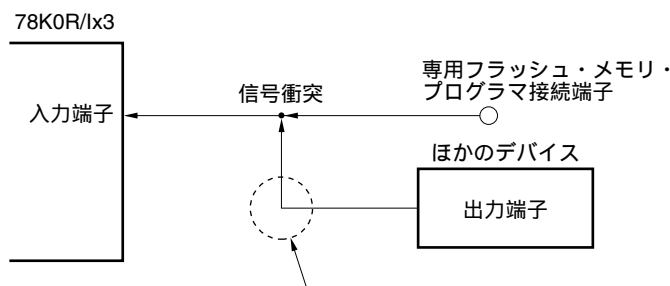 78K0R/Ix3
専用フラッシュ・メモリ・
プログラマ接続端子
信号衝突
入力端子
ほかのデバイス
出力端子